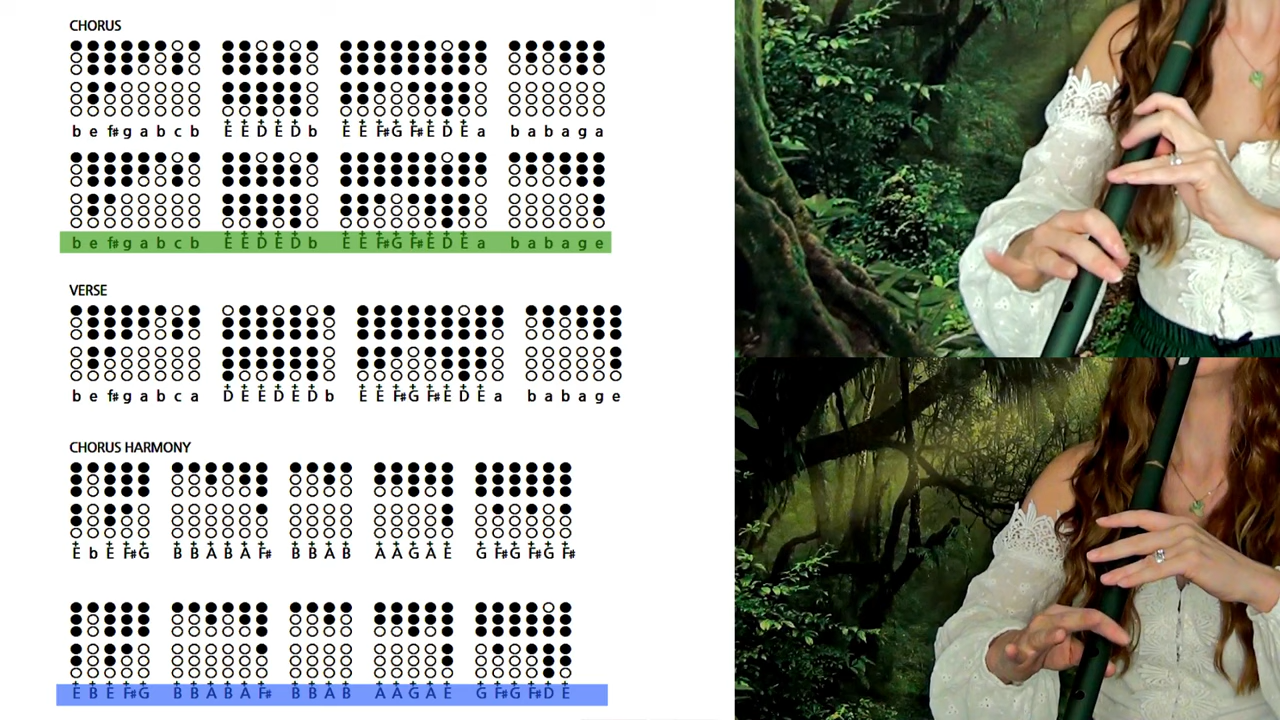 CHORUS
b e f# g a b c b E E D E D b E E F# G F# E D E a b a b a g a
b e f# g a b c b E E D E D b E E F# G F# E D E a b a b a g e
VERSE
b e f# g a b c a D E E D E D b E E F# G F# E D E a b a b a g e
CHORUS HARMONY
E b E F# G B B A B A F# B B A B A A G A E G F# G F# G F#
E B E F# G B B A B A F# B B A B A A G A E G F# G F# D E